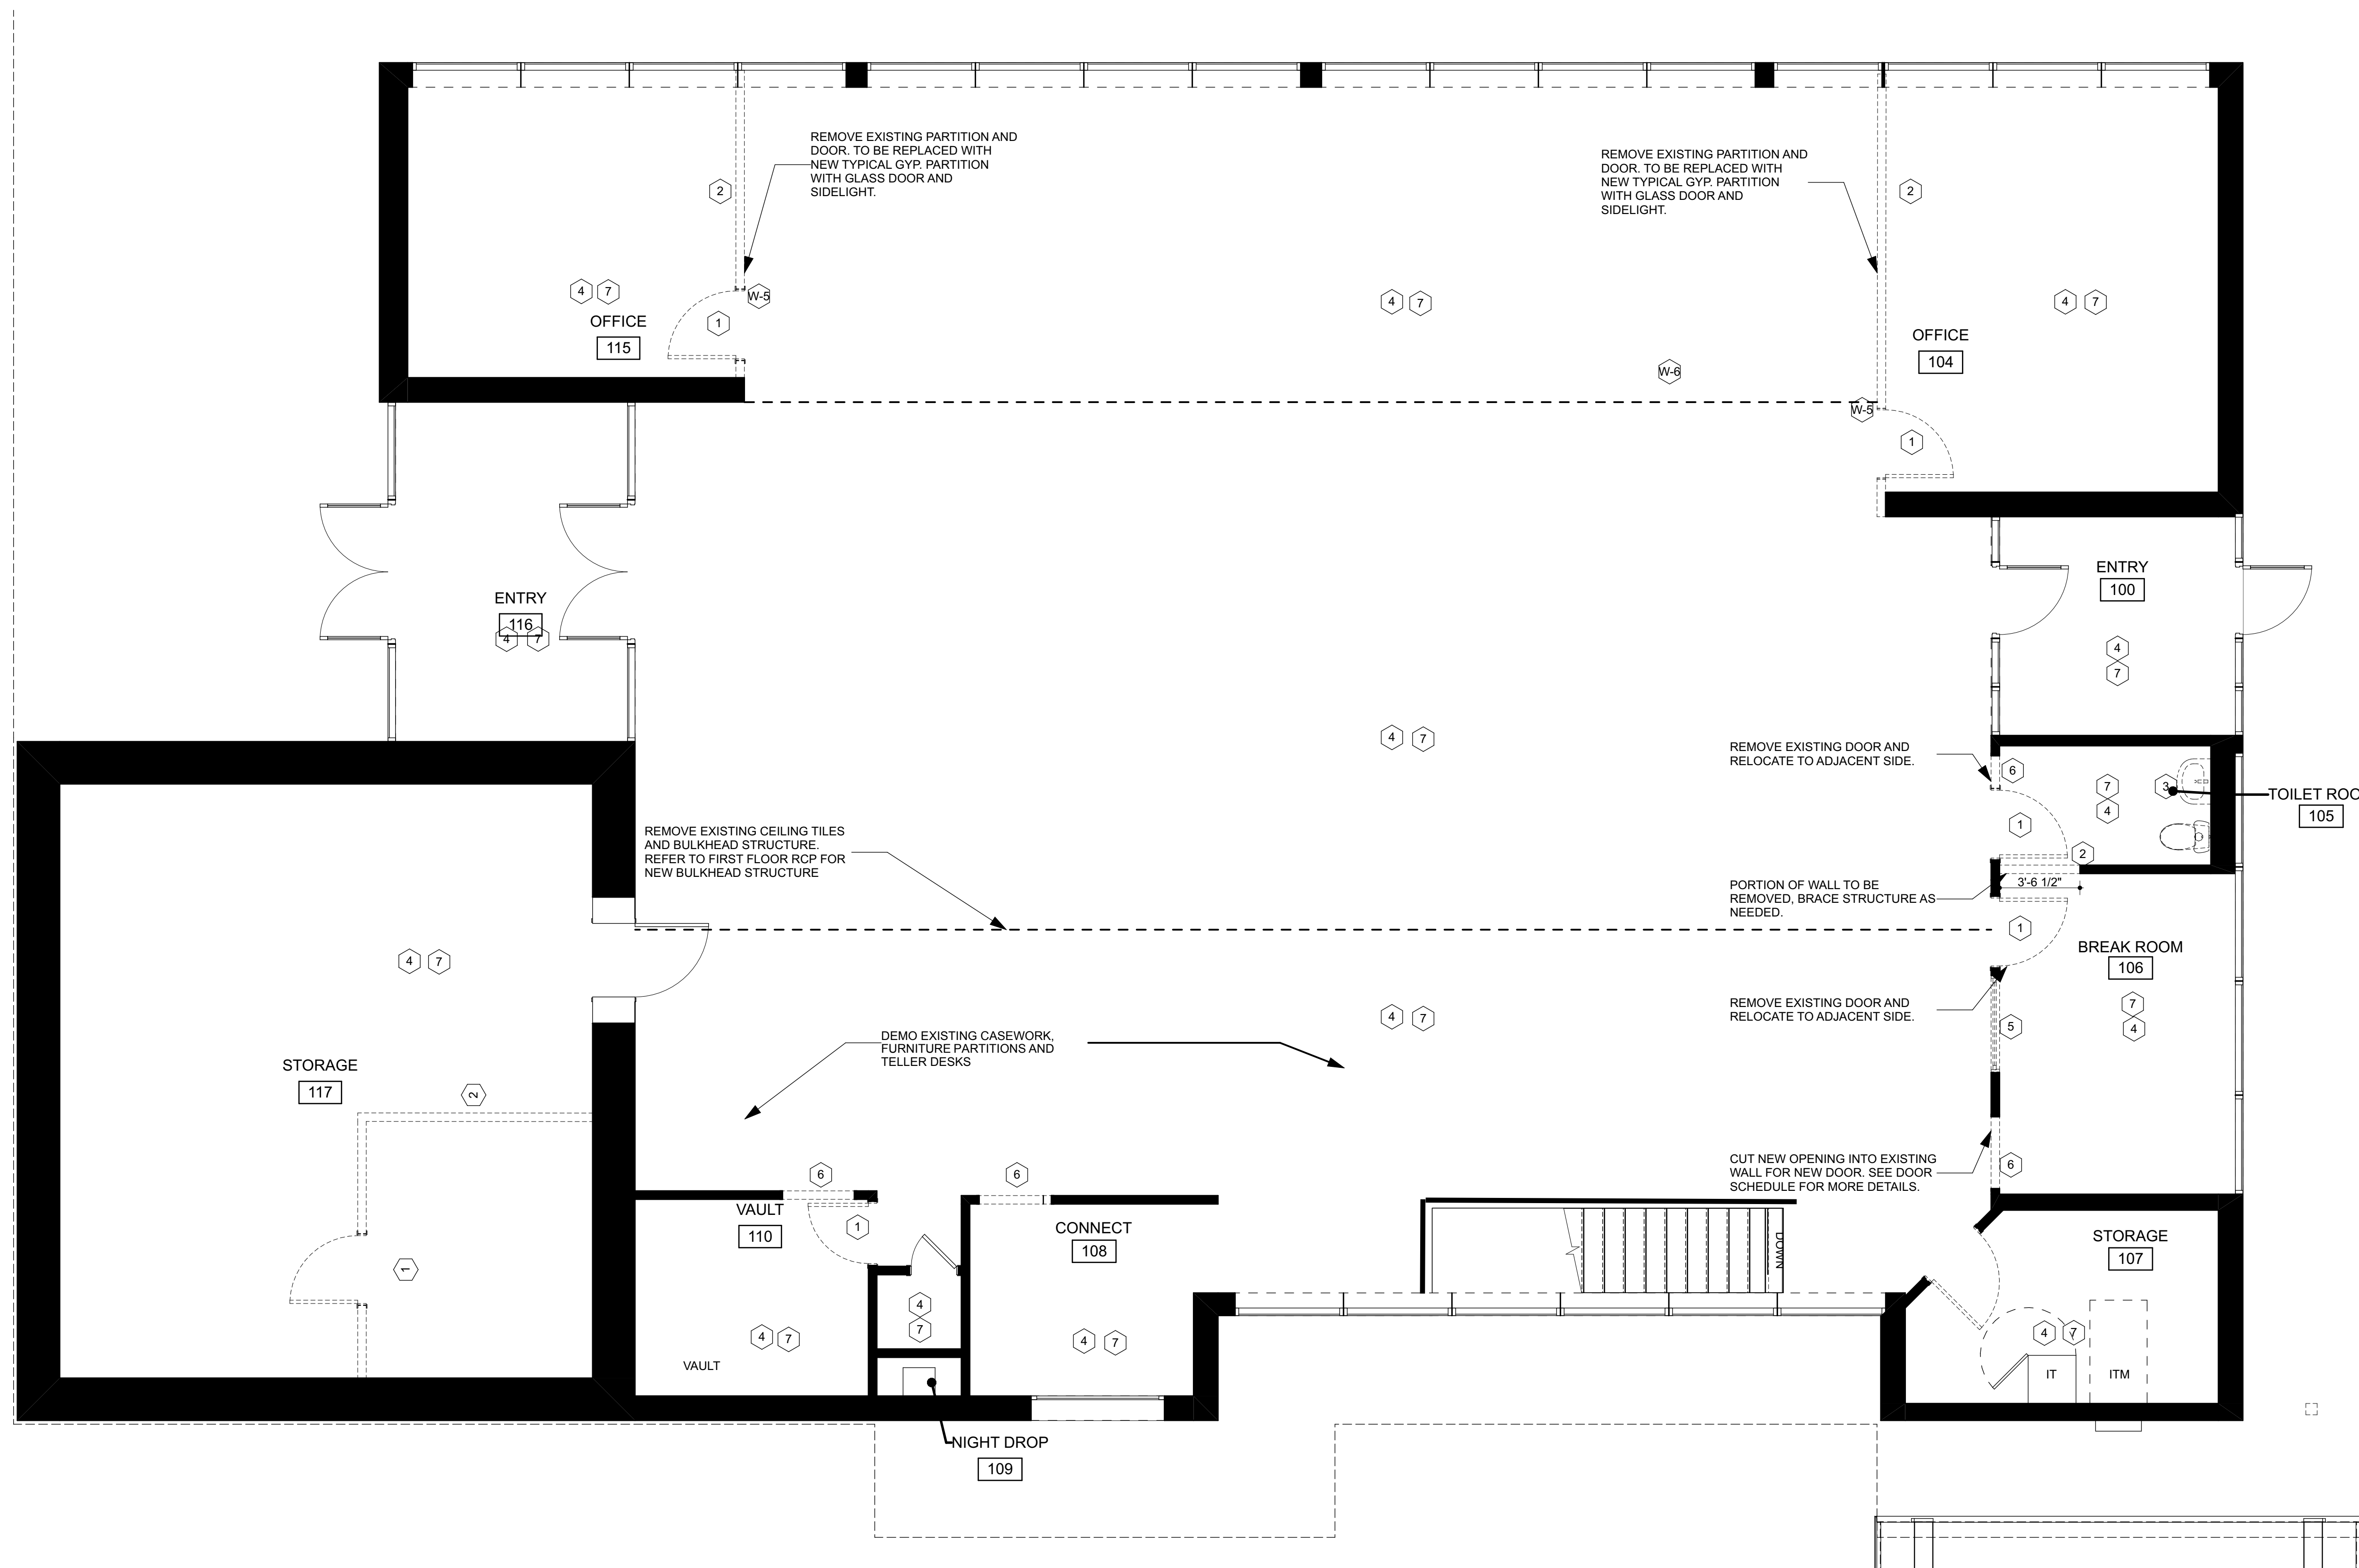 REMOVE EXISTING PARTITION AND
DOOR. TO BE REPLACED WITH
NEW TYPICAL GYP. PARTITION
WITH GLASS DOOR AND
SIDELIGHT.
REMOVE EXISTING PARTITION AND
DOOR. TO BE REPLACED WITH
NEW TYPICAL GYP. PARTITION
WITH GLASS DOOR AND
SIDELIGHT.
2
2
4 7
W-5
1
OFFICE
115
4 7
4 7
OFFICE
104
W-6
W-5
1
ENTRY
116
4 7
ENTRY
100
4
7
4 7
REMOVE EXISTING DOOR AND
RELOCATE TO ADJACENT SIDE.
6
7
4
3
TOILET ROO
105
1
2
REMOVE EXISTING CEILING TILES
AND BULKHEAD STRUCTURE.
REFER TO FIRST FLOOR RCP FOR
NEW BULKHEAD STRUCTURE
PORTION OF WALL TO BE
REMOVED, BRACE STRUCTURE AS
NEEDED.
3'-6 1/2"
1
BREAK ROOM
106
7
4
4 7
REMOVE EXISTING DOOR AND
RELOCATE TO ADJACENT SIDE.
5
4 7
DEMO EXISTING CASEWORK,
FURNITURE PARTITIONS AND
TELLER DESKS
STORAGE
117
2
1
CUT NEW OPENING INTO EXISTING
WALL FOR NEW DOOR. SEE DOOR
SCHEDULE FOR MORE DETAILS.
6
6
6
VAULT
110
1
CONNECT
108
DOWN
STORAGE
107
4
7
4 7
VAULT
4 7
4 7
IT
ITM
NIGHT DROP
109